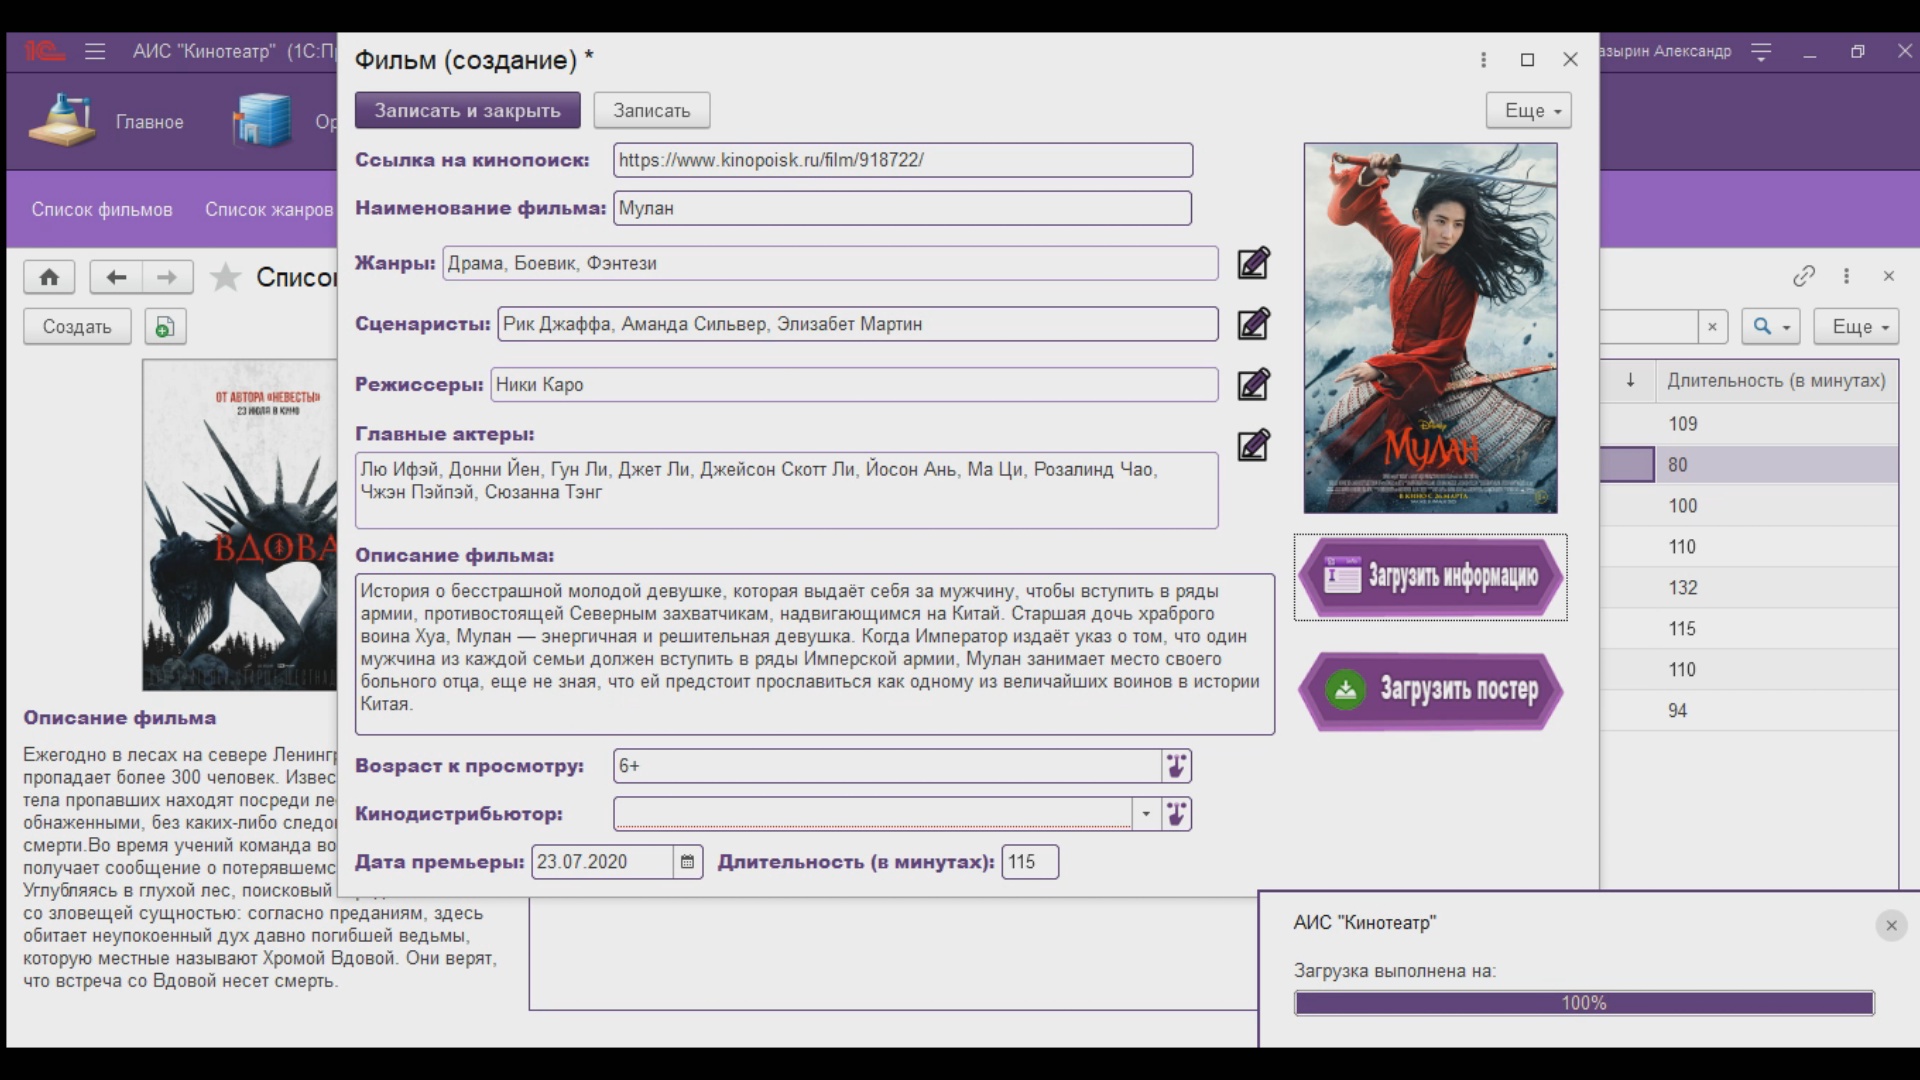 1С
АИС "Кинотеатр" (1С:П
Главное
Ор
Список фильмов
Список жанров
Список
Создать
ОТ АВТОРА «НЕВЕСТЫ»
23 ИЮЛЯ В КИНО
ВДОВА
Описание фильма
Ежегодно в лесах на севере Ленингр
пропадает более 300 человек. Извес
тела пропавших находят посреди ле
обнаженными, без каких-либо следо
смерти.Во время учений команда во
получает сообщение о потерявшемс
Углубляясь в глухой лес, поисковый
со зловещей сущностью: согласно преданиям, здесь
обитает неупокоенный дух давно погибшей ведьмы,
которую местные называют Хромой Вдовой. Они верят,
что встреча со Вдовой несет смерть.
Фильм (создание) *
Записать и закрыть
Записать
Еще
Ссылка на кинопоиск: https://www.kinopoisk.ru/film/918722/
Наименование фильма: Мулан
Жанры: Драма, Боевик, Фэнтези
Сценаристы: Рик Джаффа, Аманда Сильвер, Элизабет Мартин
Режиссеры: Ники Каро
Главные актеры:
Лю Ифэй, Донни Йен, Гун Ли, Джет Ли, Джейсон Скотт Ли, Йосон Ань, Ма Ци, Розалинд Чао,
Чжэн Пэйпэй, Сюзанна Тэнг
Описание фильма:
История о бесстрашной молодой девушке, которая выдаёт себя за мужчину, чтобы вступить в ряды
армии, противостоящей Северным захватчикам, надвигающимся на Китай. Старшая дочь храброго
воина Хуа, Мулан — энергичная и решительная девушка. Когда Император издаёт указ о том, что один
мужчина из каждой семьи должен вступить в ряды Имперской армии, Мулан занимает место своего
больного отца, еще не зная, что ей предстоит прославиться как одному из величайших воинов в истории
Китая.
Возраст к просмотру: 6+
Кинодистрибьютор:
Дата премьеры: 23.07.2020 Длительность (в минутах): 115
Disney
МУЛАН
В КИНО С 26 МАРТА
Загрузить информацию
Загрузить постер
азырин Александр
Еще
Длительность (в минутах)
109
80
100
110
132
115
110
94
АИС "Кинотеатр"
Загрузка выполнена на:
100%